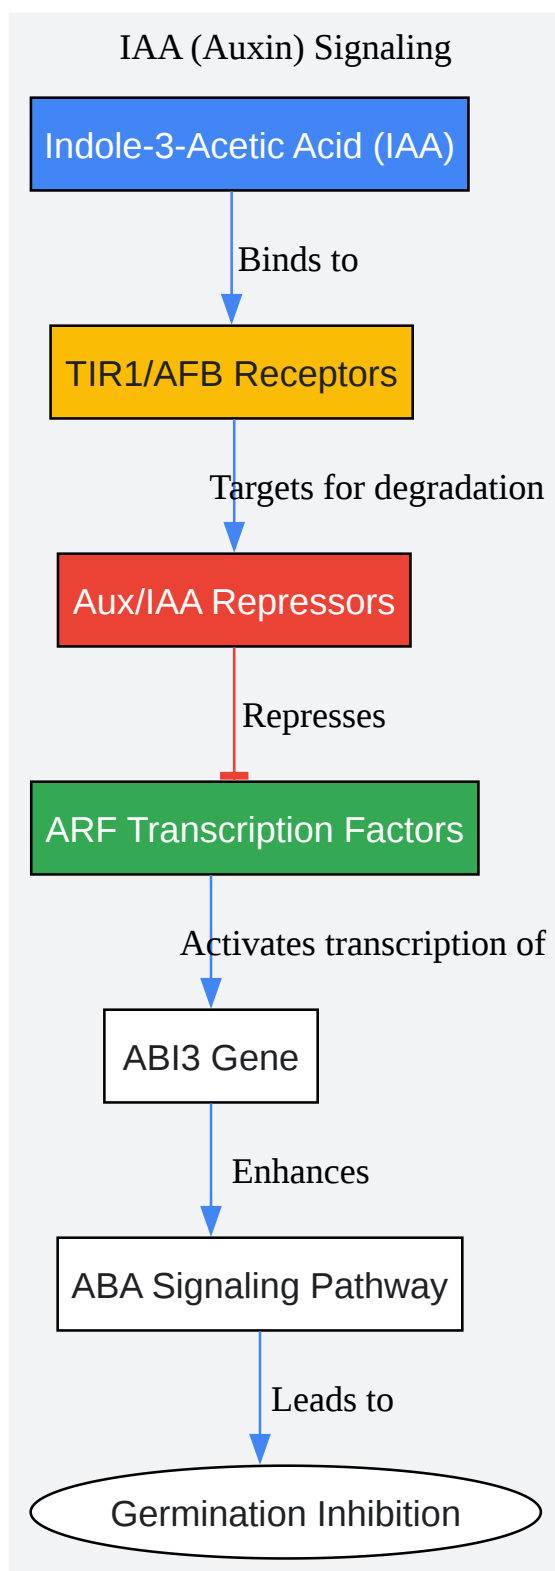 IAA (Auxin) Signaling
Indole-3-Acetic Acid (IAA)
Binds to
TIR1/AFB Receptors
Targets for degradation
Aux/IAA Repressors
Represses
ARF Transcription Factors
Activates transcription of
ABI3 Gene
Enhances
ABA Signaling Pathway
Leads to
Germination Inhibition